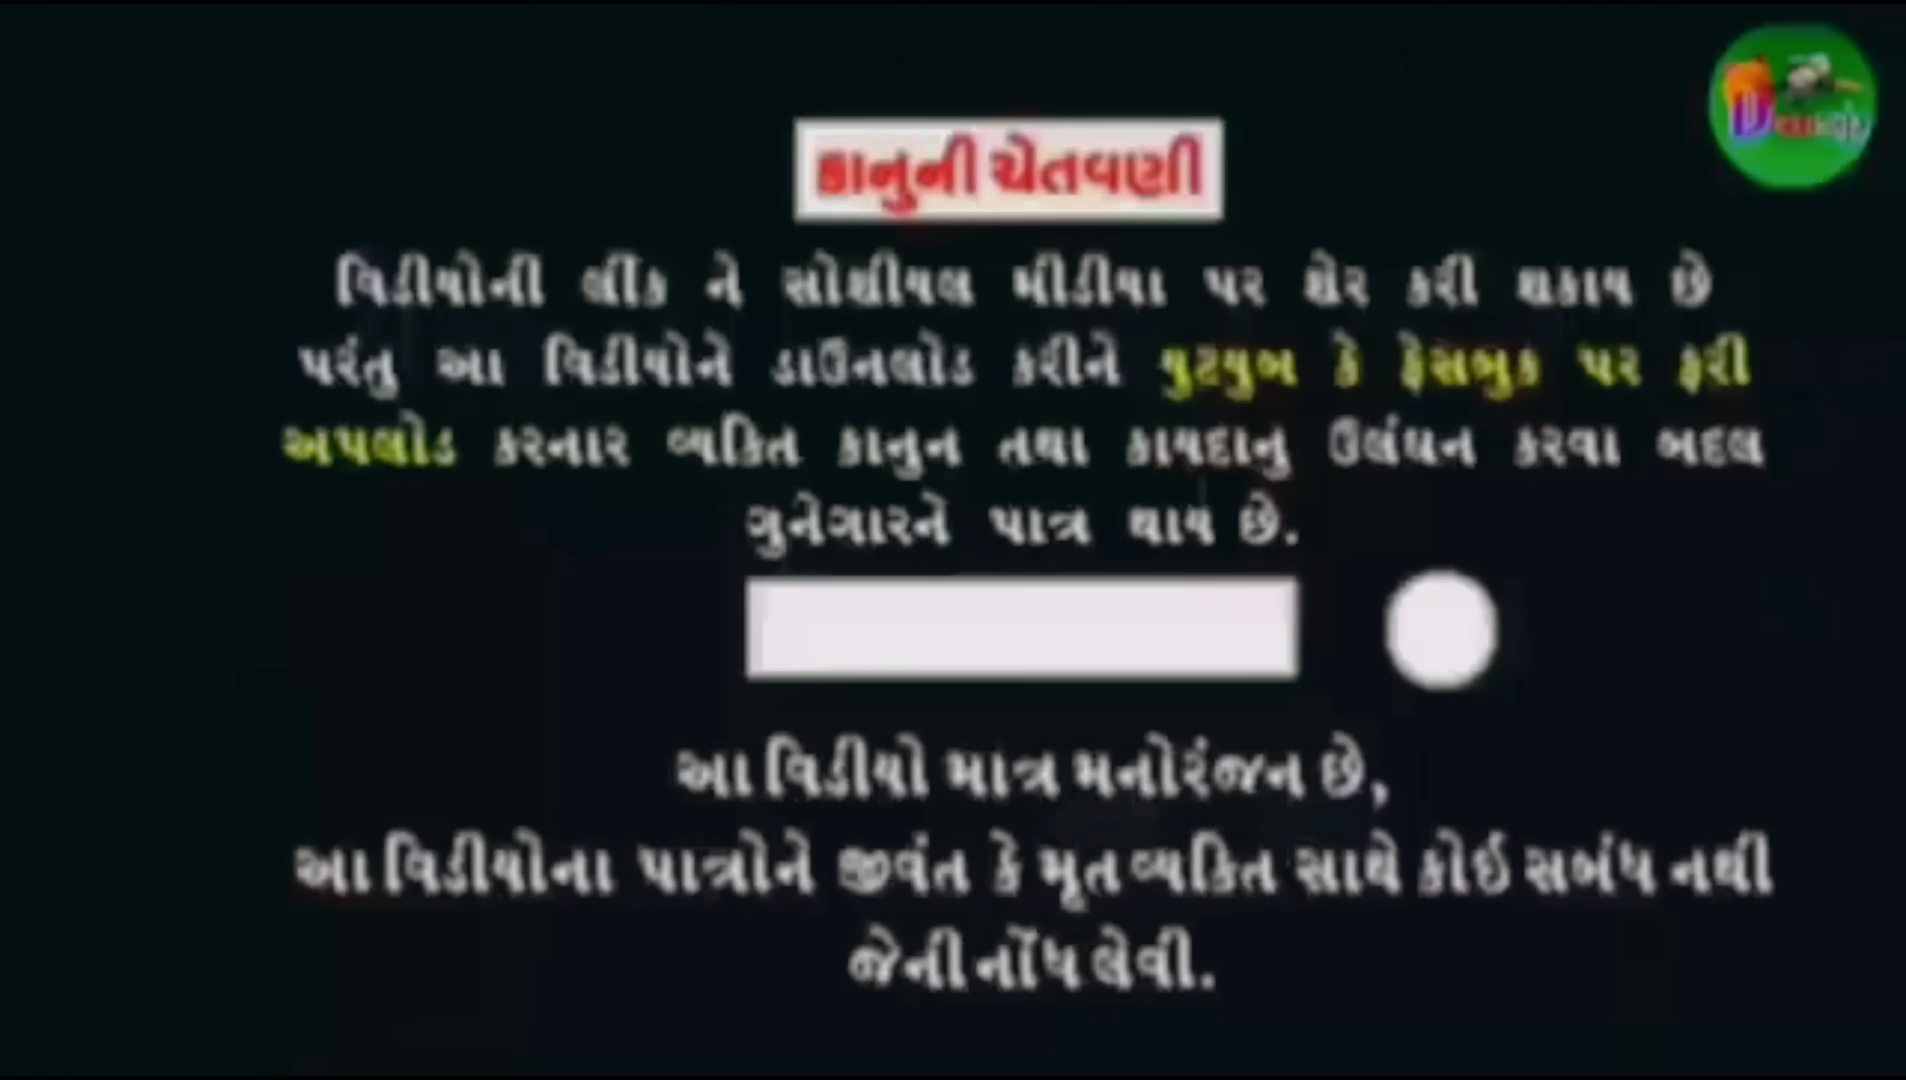 કાનુની ચેતવણી
વિડીયોની લીંક ને સોશીયલ મીડીયા પર શેર કરી શકાય છે
પરંતુ આ વિડીયોને ડાઉનલોડ કરીને યુટયુબ કે ફેસબુક પર ફરી
અપલોડ કરનાર વ્યકિત કાનુન તથા કાયદાનુ ઉલંઘન કરવા બદલ
ગુનેગારને પાત્ર થાય છે.
આ વિડીયો માત્ર મનોરંજન છે,
આ વિડીયોના પાત્રોને જીવંત કે મૃત વ્યકિત સાથે કોઇ સબંધ નથી
જેની નોંધ લેવી.